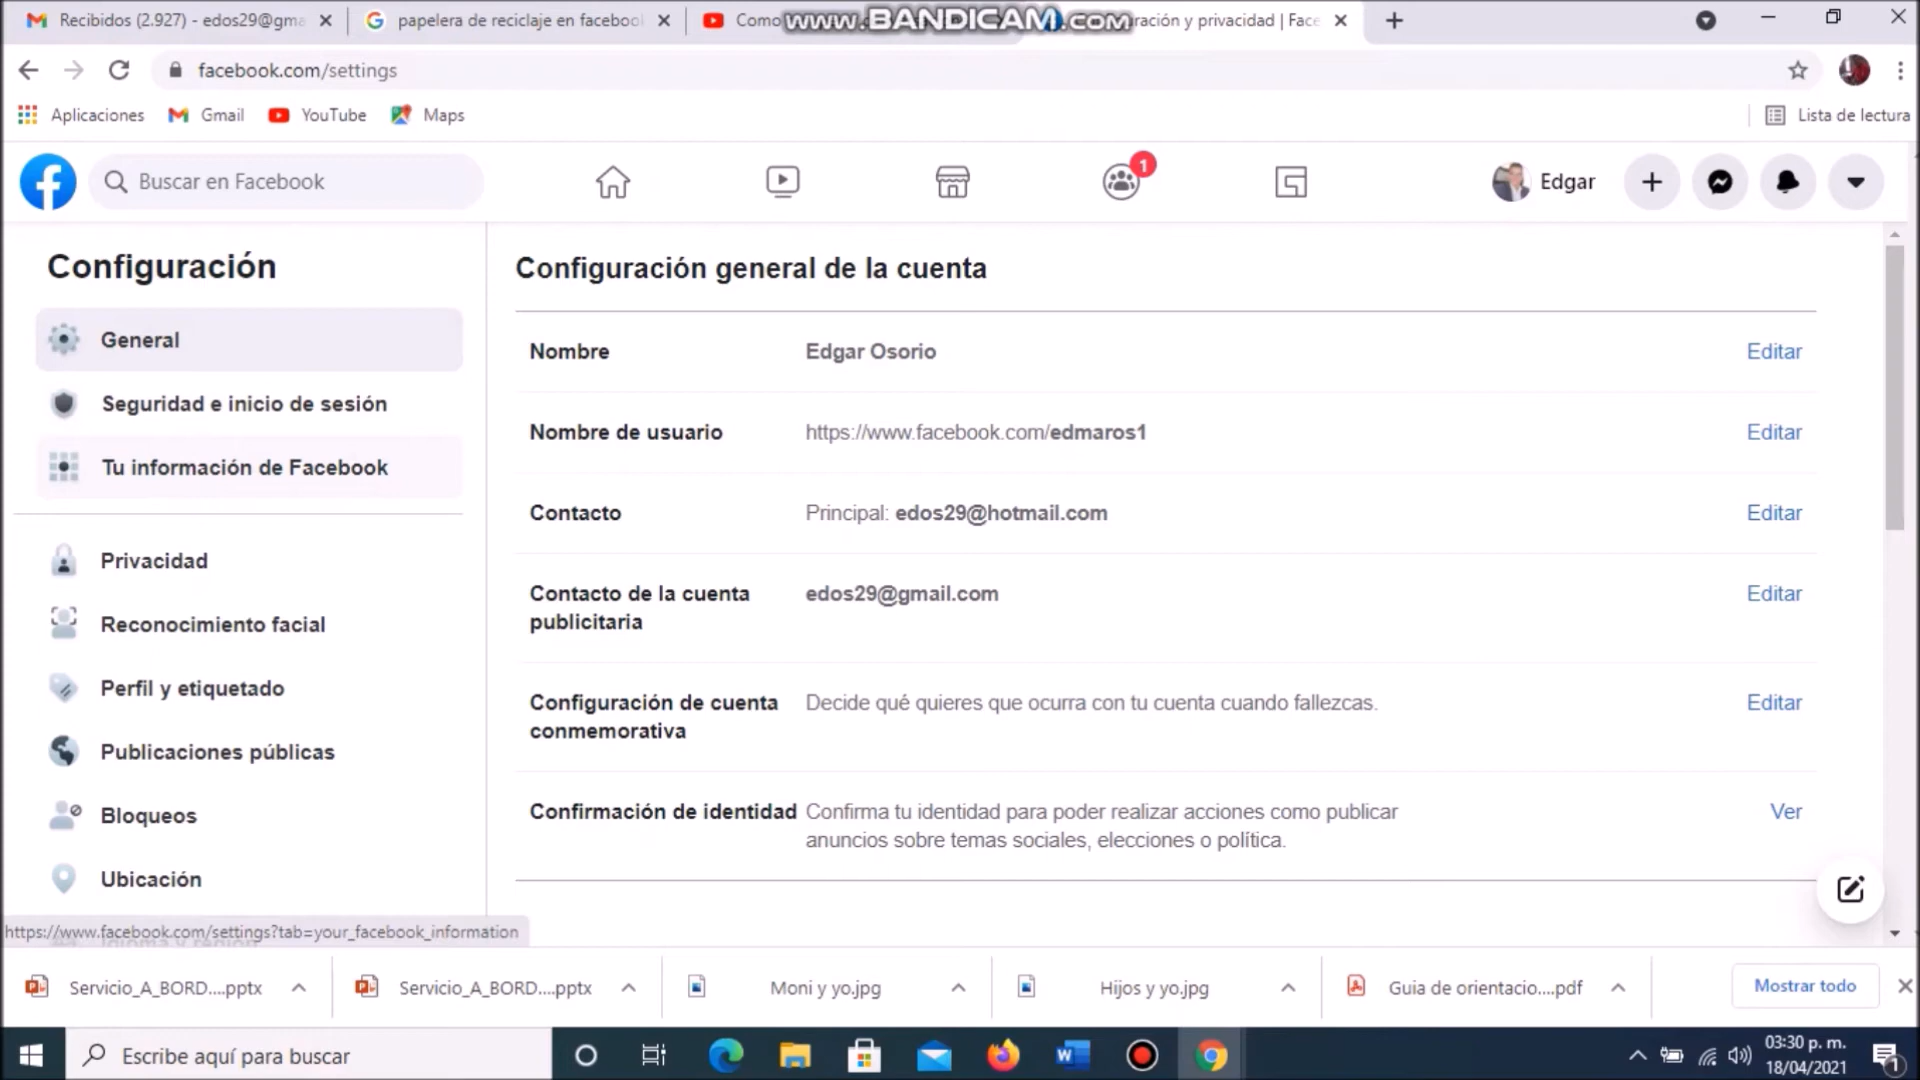 Recibidos (2.927) - edos29@gma
papelera de reciclaje en faceboo
Como
www.BANDICAM.com
uración y privacidad | Face
facebook.com/settings
Aplicaciones
Gmail
YouTube
Maps
Lista de lectura
Buscar en Facebook
1
Edgar
Configuración
General
Seguridad e inicio de sesión
Tu información de Facebook
Privacidad
Reconocimiento facial
Perfil y etiquetado
Publicaciones públicas
Bloqueos
Ubicación
Idioma y región
https://www.facebook.com/settings?tab=your_facebook_information
Configuración general de la cuenta
Nombre
Edgar Osorio
Editar
Nombre de usuario
https://www.facebook.com/edmaros1
Editar
Contacto
Principal: edos29@hotmail.com
Editar
Contacto de la cuenta
publicitaria
edos29@gmail.com
Editar
Configuración de cuenta
conmemorativa
Decide qué quieres que ocurra con tu cuenta cuando fallezcas.
Editar
Confirmación de identidad
Confirma tu identidad para poder realizar acciones como publicar
anuncios sobre temas sociales, elecciones o política.
Ver
Servicio_A_BORD....pptx
Servicio_A_BORD....pptx
Moni y yo.jpg
Hijos y yo.jpg
Guia de orientacio....pdf
Mostrar todo
Escribe aquí para buscar
03:30 p. m.
18/04/2021
1